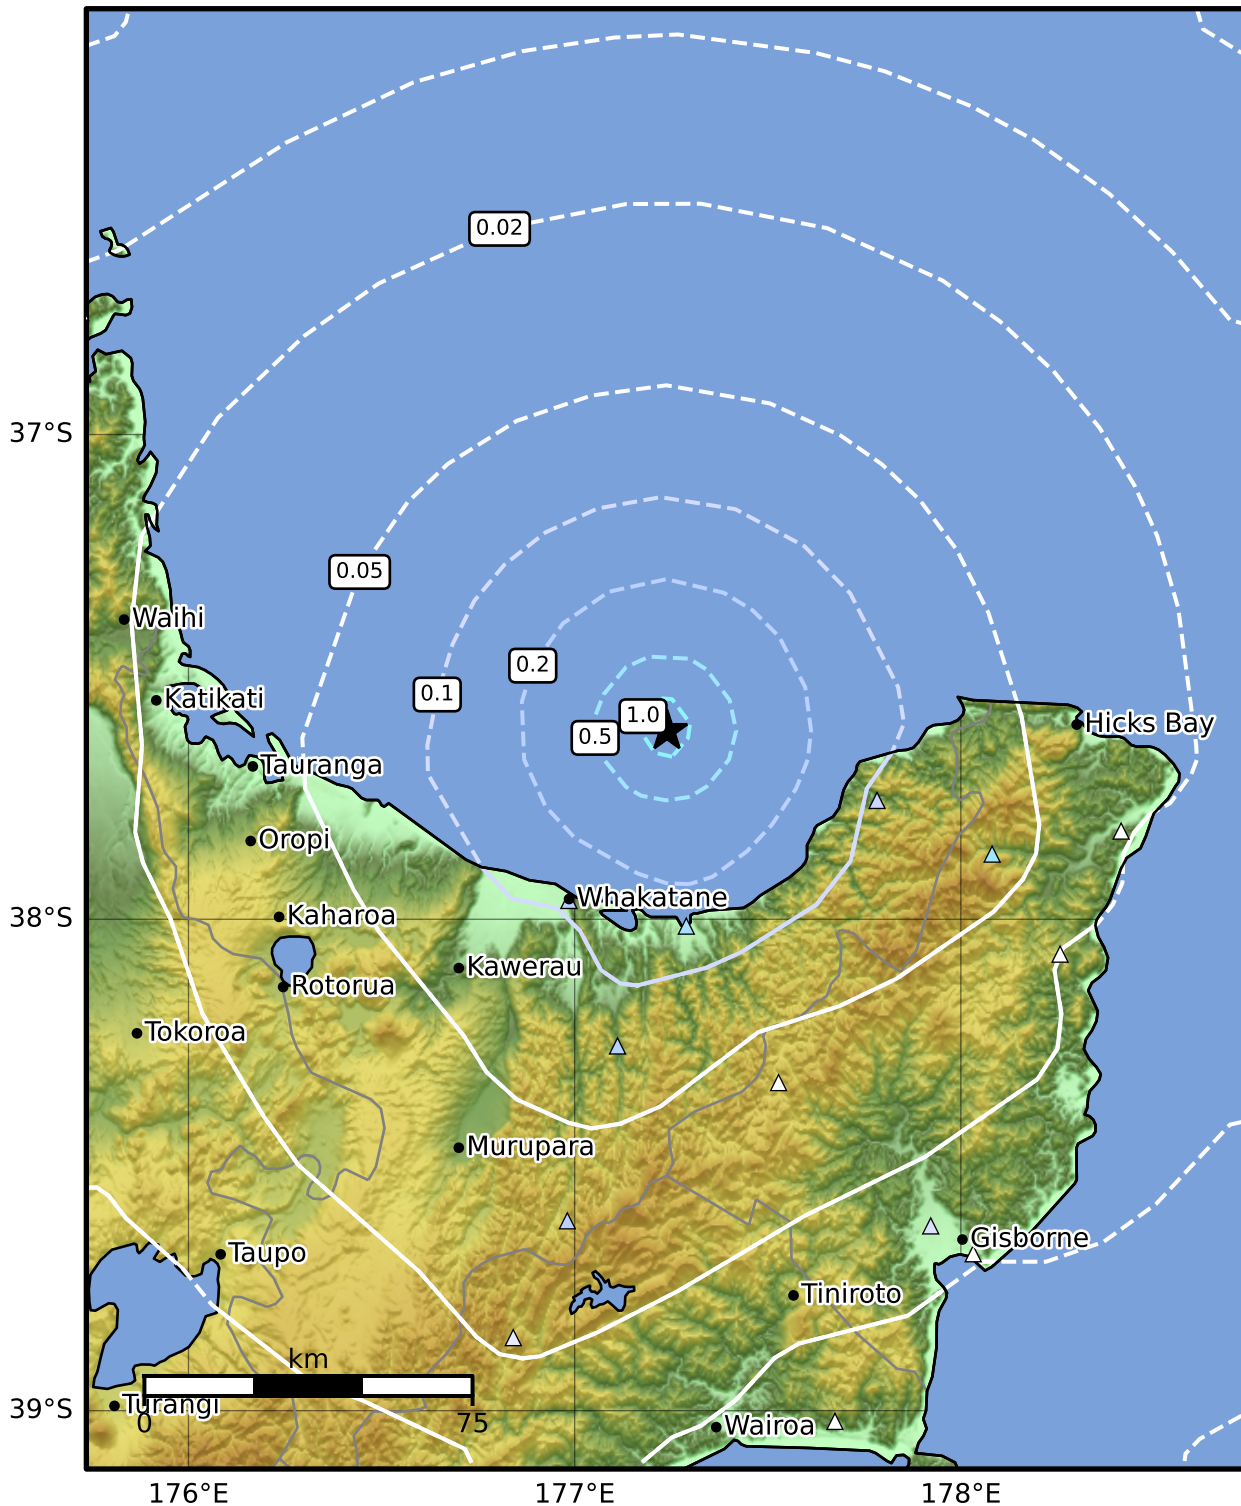 0.02
37°S
0.05
Waihi
0.2
0.1
Katikati
1.0
0.5
Hicks Bay
Tauranga
Oropi
Whakatane
38°S
Kaharoa
Kawerau
Rotorua
Tokoroa
Murupara
Gisborne
Taupo
Tiniroto
km
Turangi
39°S
0
75
Wairoa
176°E
177°E
178°E